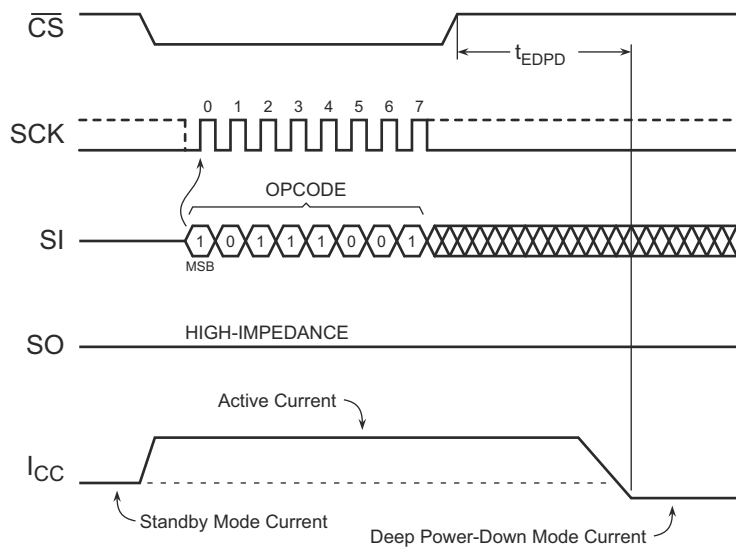 CS
tEDPD
0 1 2 3 4 5 6 7
SCK
OPCODE
SI
1 0 1 1 1 0 0 1
MSB
HIGH-IMPEDANCE
SO
Active Current
ICC
Standby Mode Current
Deep Power-Down Mode Current